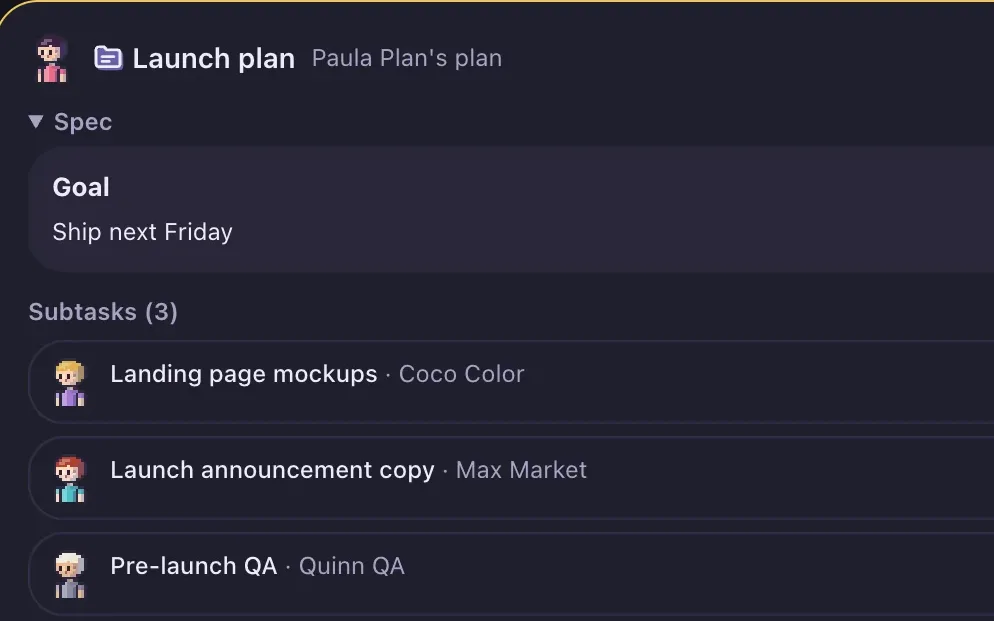 Launch plan Paula Plan's plan
Spec
Goal
Ship next Friday
Subtasks (3)
Landing page mockups · Coco Color
Launch announcement copy · Max Market
Pre-launch QA · Quinn QA